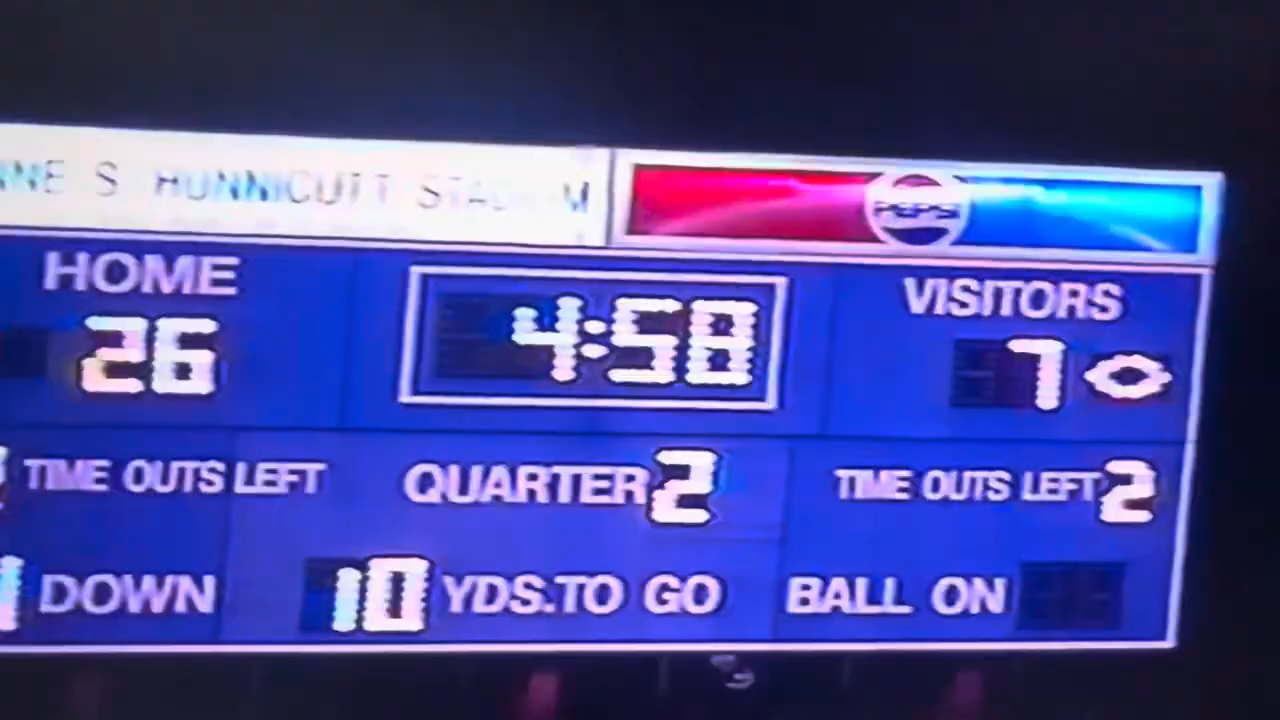 S HUNNICUTT STADIUM
PEPSI
HOME
26
4:58
VISITORS
7
TIME OUTS LEFT
QUARTER 2
TIME OUTS LEFT 2
DOWN
10 YDS.TO GO
BALL ON